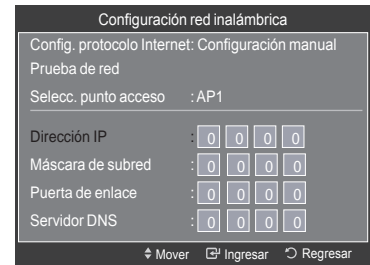 Configuración red inalámbrica
Config. protocolo Internet: Configuración manual
Prueba de red
Selecc. punto acceso : AP1
Dirección IP : 0 0 0 0
Máscara de subred : 0 0 0 0
Puerta de enlace : 0 0 0 0
Servidor DNS : 0 0 0 0
Mover Ingresar Regresar